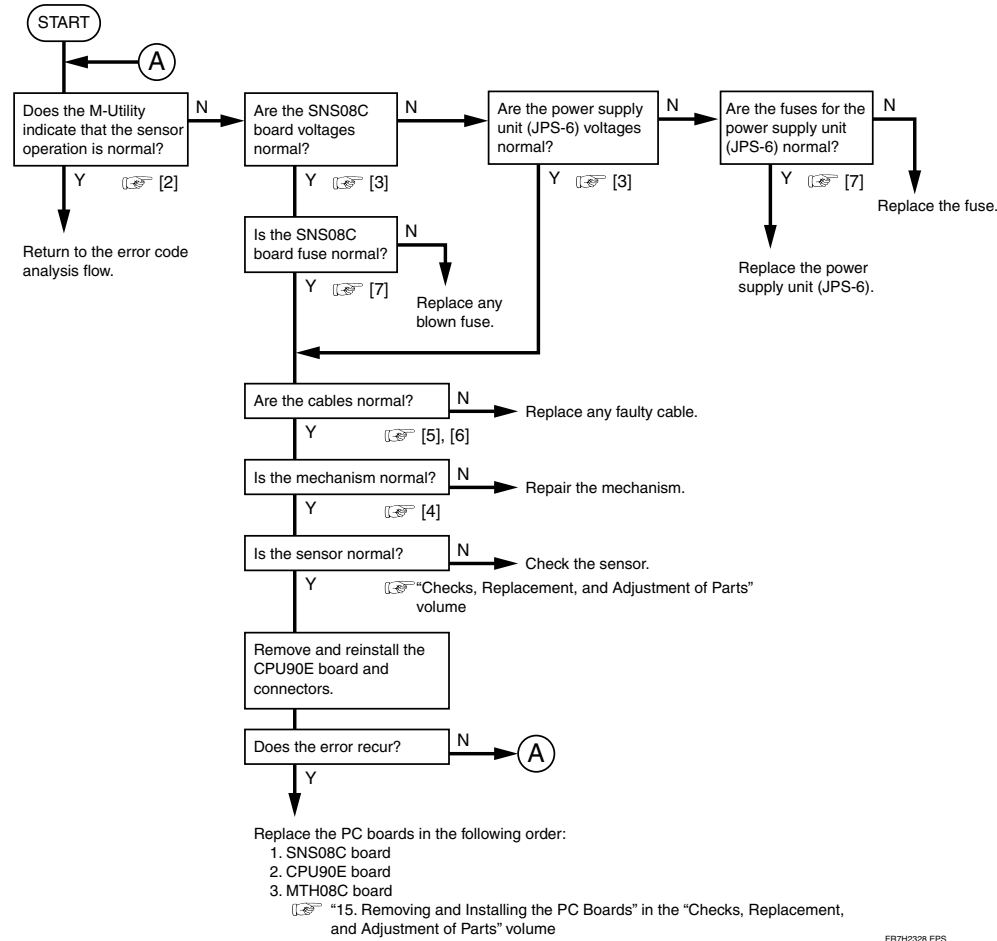 START
A
Does the M-Utility
indicate that the sensor
operation is normal?
N
Y
☞ [2]
Return to the error code
analysis flow.
Are the SNS08C
board voltages
normal?
N
Y
☞ [3]
Are the power supply
unit (JPS-6) voltages
normal?
N
Y
☞ [3]
Are the fuses for the
power supply unit
(JPS-6) normal?
N
Y
☞ [7]
Replace the fuse.
Replace the power
supply unit (JPS-6).
Is the SNS08C
board fuse normal?
N
Y
☞ [7]
Replace any
blown fuse.
Are the cables normal?
N
Replace any faulty cable.
Y
☞ [5], [6]
Is the mechanism normal?
N
Repair the mechanism.
Y
☞ [4]
Is the sensor normal?
N
Check the sensor.
Y
☞ “Checks, Replacement, and Adjustment of Parts”
volume
Remove and reinstall the
CPU90E board and
connectors.
Does the error recur?
N
A
Y
Replace the PC boards in the following order:
1. SNS08C board
2. CPU90E board
3. MTH08C board
☞ “15. Removing and Installing the PC Boards” in the “Checks, Replacement,
and Adjustment of Parts” volume
FR7H2328.EPS